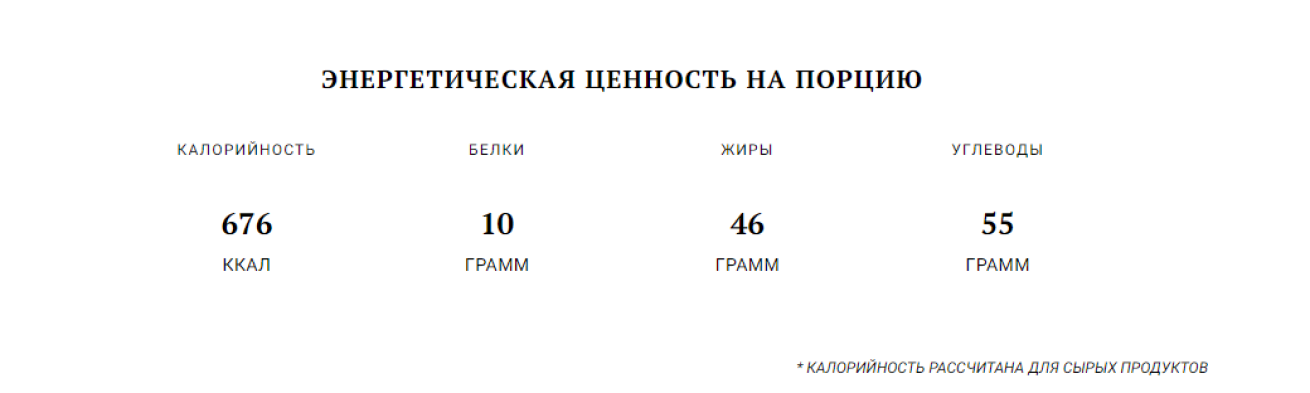 ЭНЕРГЕТИЧЕСКАЯ ЦЕННОСТЬ НА ПОРЦИЮ
КАЛОРИЙНОСТЬ БЕЛКИ ЖИРЫ УГЛЕВОДЫ
676 10 46 55
ККАЛ ГРАММ ГРАММ ГРАММ
* КАЛОРИЙНОСТЬ РАССЧИТАНА ДЛЯ СЫРЫХ ПРОДУКТОВ